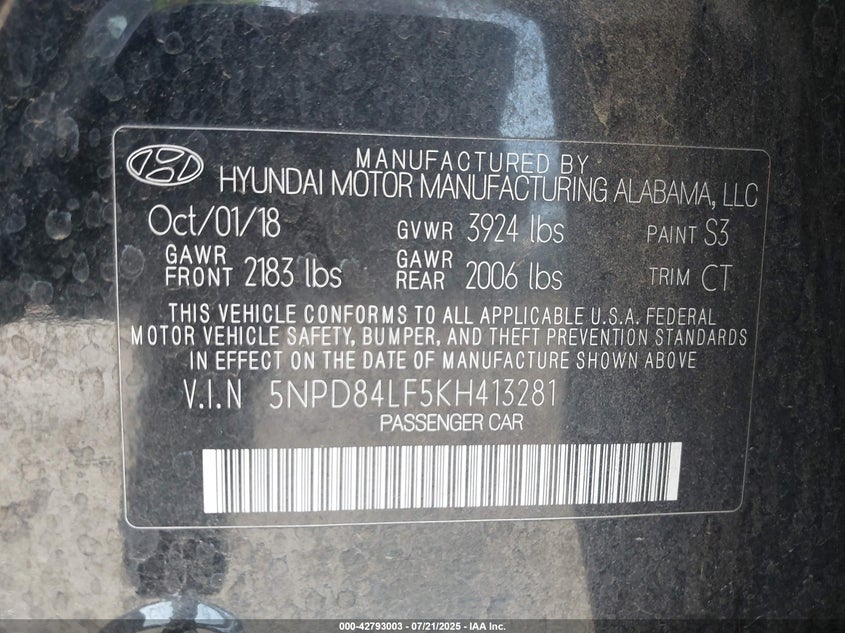 MANUFACTURED BY
HYUNDAI MOTOR MANUFACTURING ALABAMA, LLC
Oct/01/18 GVWR 3924 lbs PAINT S3
GAWR FRONT 2183 lbs GAWR REAR 2006 lbs TRIM CT
THIS VEHICLE CONFORMS TO ALL APPLICABLE U.S.A. FEDERAL
MOTOR VEHICLE SAFETY, BUMPER, AND THEFT PREVENTION STANDARDS
IN EFFECT ON THE DATE OF MANUFACTURE SHOWN ABOVE
V.I.N 5NPD84LF5KH413281
PASSENGER CAR
000-42793003 - 07/21/2025 - IAA Inc.